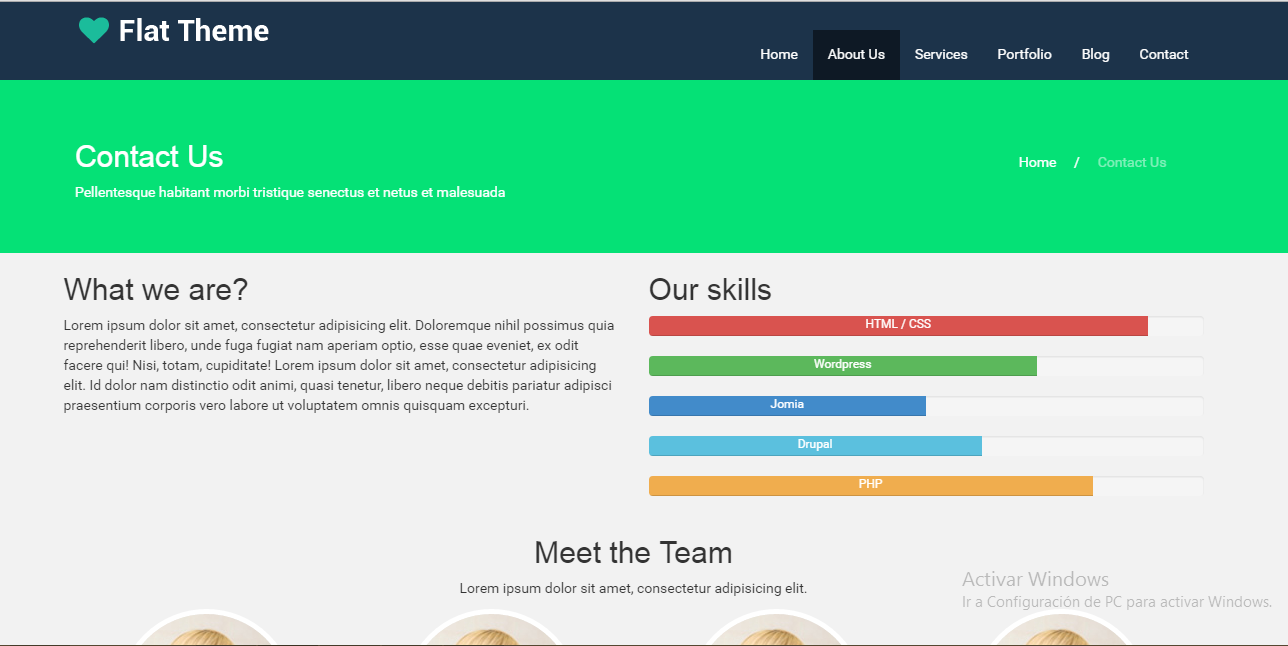 Flat Theme
Home About Us Services Portfolio Blog Contact
Contact Us
Pellentesque habitant morbi tristique senectus et netus et malesuada
Home / Contact Us
What we are?
Lorem ipsum dolor sit amet, consectetur adipisicing elit. Doloremque nihil possimus quia
reprehenderit libero, unde fuga fugiat nam aperiam optio, esse quae eveniet, ex odit
facere qui! Nisi, totam, cupiditate! Lorem ipsum dolor sit amet, consectetur adipisicing
elit. Id dolor nam distinctio odit animi, quasi tenetur, libero neque debitis pariatur adipisci
praesentium corporis vero labore ut voluptatem omnis quisquam excepturi.
Our skills
HTML / CSS
Wordpress
Jomla
Drupal
PHP
Meet the Team
Lorem ipsum dolor sit amet, consectetur adipisicing elit.
Activar Windows
Ir a Configuración de PC para activar Windows.